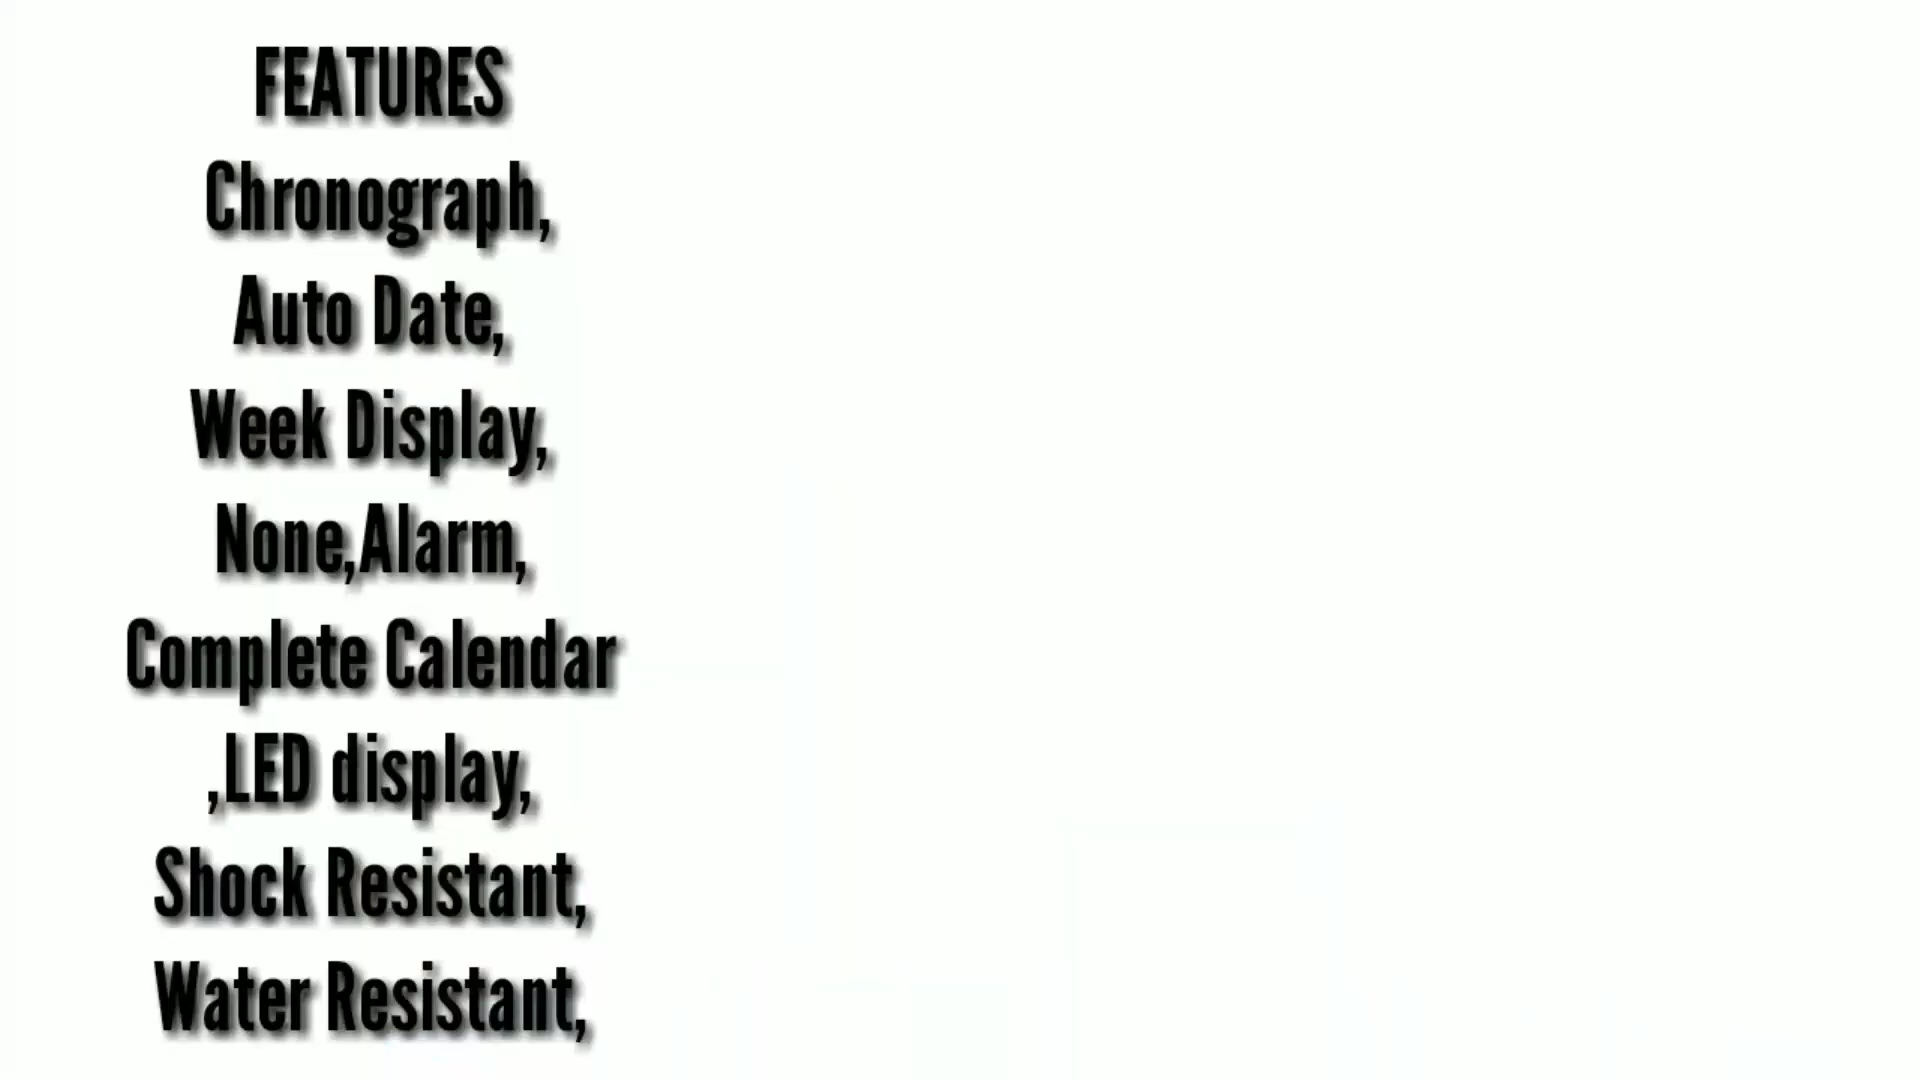 FEATURES
Chronograph,
Auto Date,
Week Display,
None,Alarm,
Complete Calendar
,LED display,
Shock Resistant,
Water Resistant,